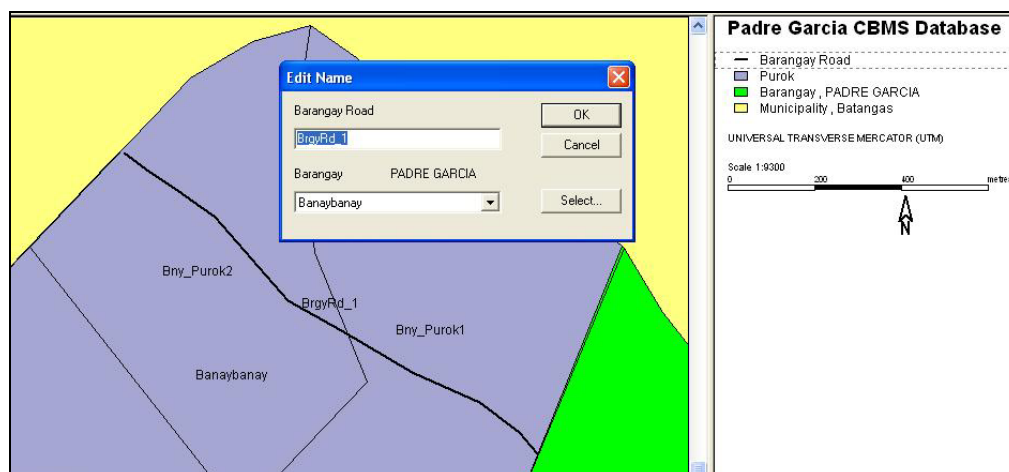 Edit Name
Barangay Road
BrgyRd_1
OK
Cancel
Barangay PADRE GARCIA
Banaybanay
Select...
Bny_Purok2
BrgyRd_1
Bny_Purok1
Banaybanay
Padre Garcia CBMS Database
Barangay Road
Purok
Barangay , PADRE GARCIA
Municipality , Batangas
UNIVERSAL TRANSVERSE MERCATOR (UTM)
Scale 1:9300
0 200 400 metre
N